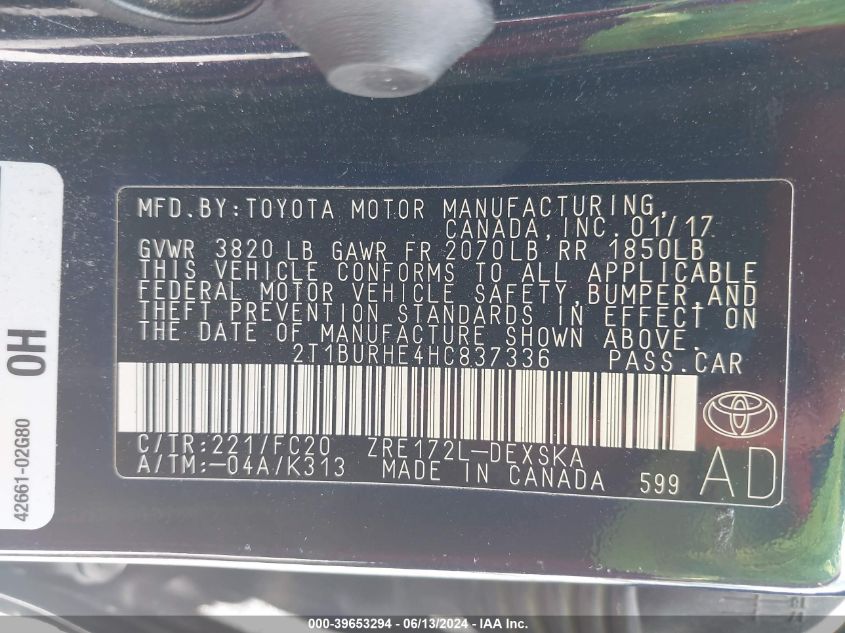 MFD.BY:TOYOTA MOTOR MANUFACTURING,
CANADA,INC. 01/17
GVWR 3820 LB GAWR FR 2070LB RR 1850LB
THIS VEHICLE CONFORMS TO ALL APPLICABLE
FEDERAL MOTOR VEHICLE SAFETY,BUMPER,AND
THEFT PREVENTION STANDARDS IN EFFECT ON
THE DATE OF MANUFACTURE SHOWN ABOVE.
2T1BURHE4HC837336 PASS.CAR
C/TR:221/FC20 ZRE172L-DEXSKA
A/TM:-04A/K313 MADE IN CANADA 599 AD
42661-02G80 OH
000-39653294 - 06/13/2024 - IAA Inc.